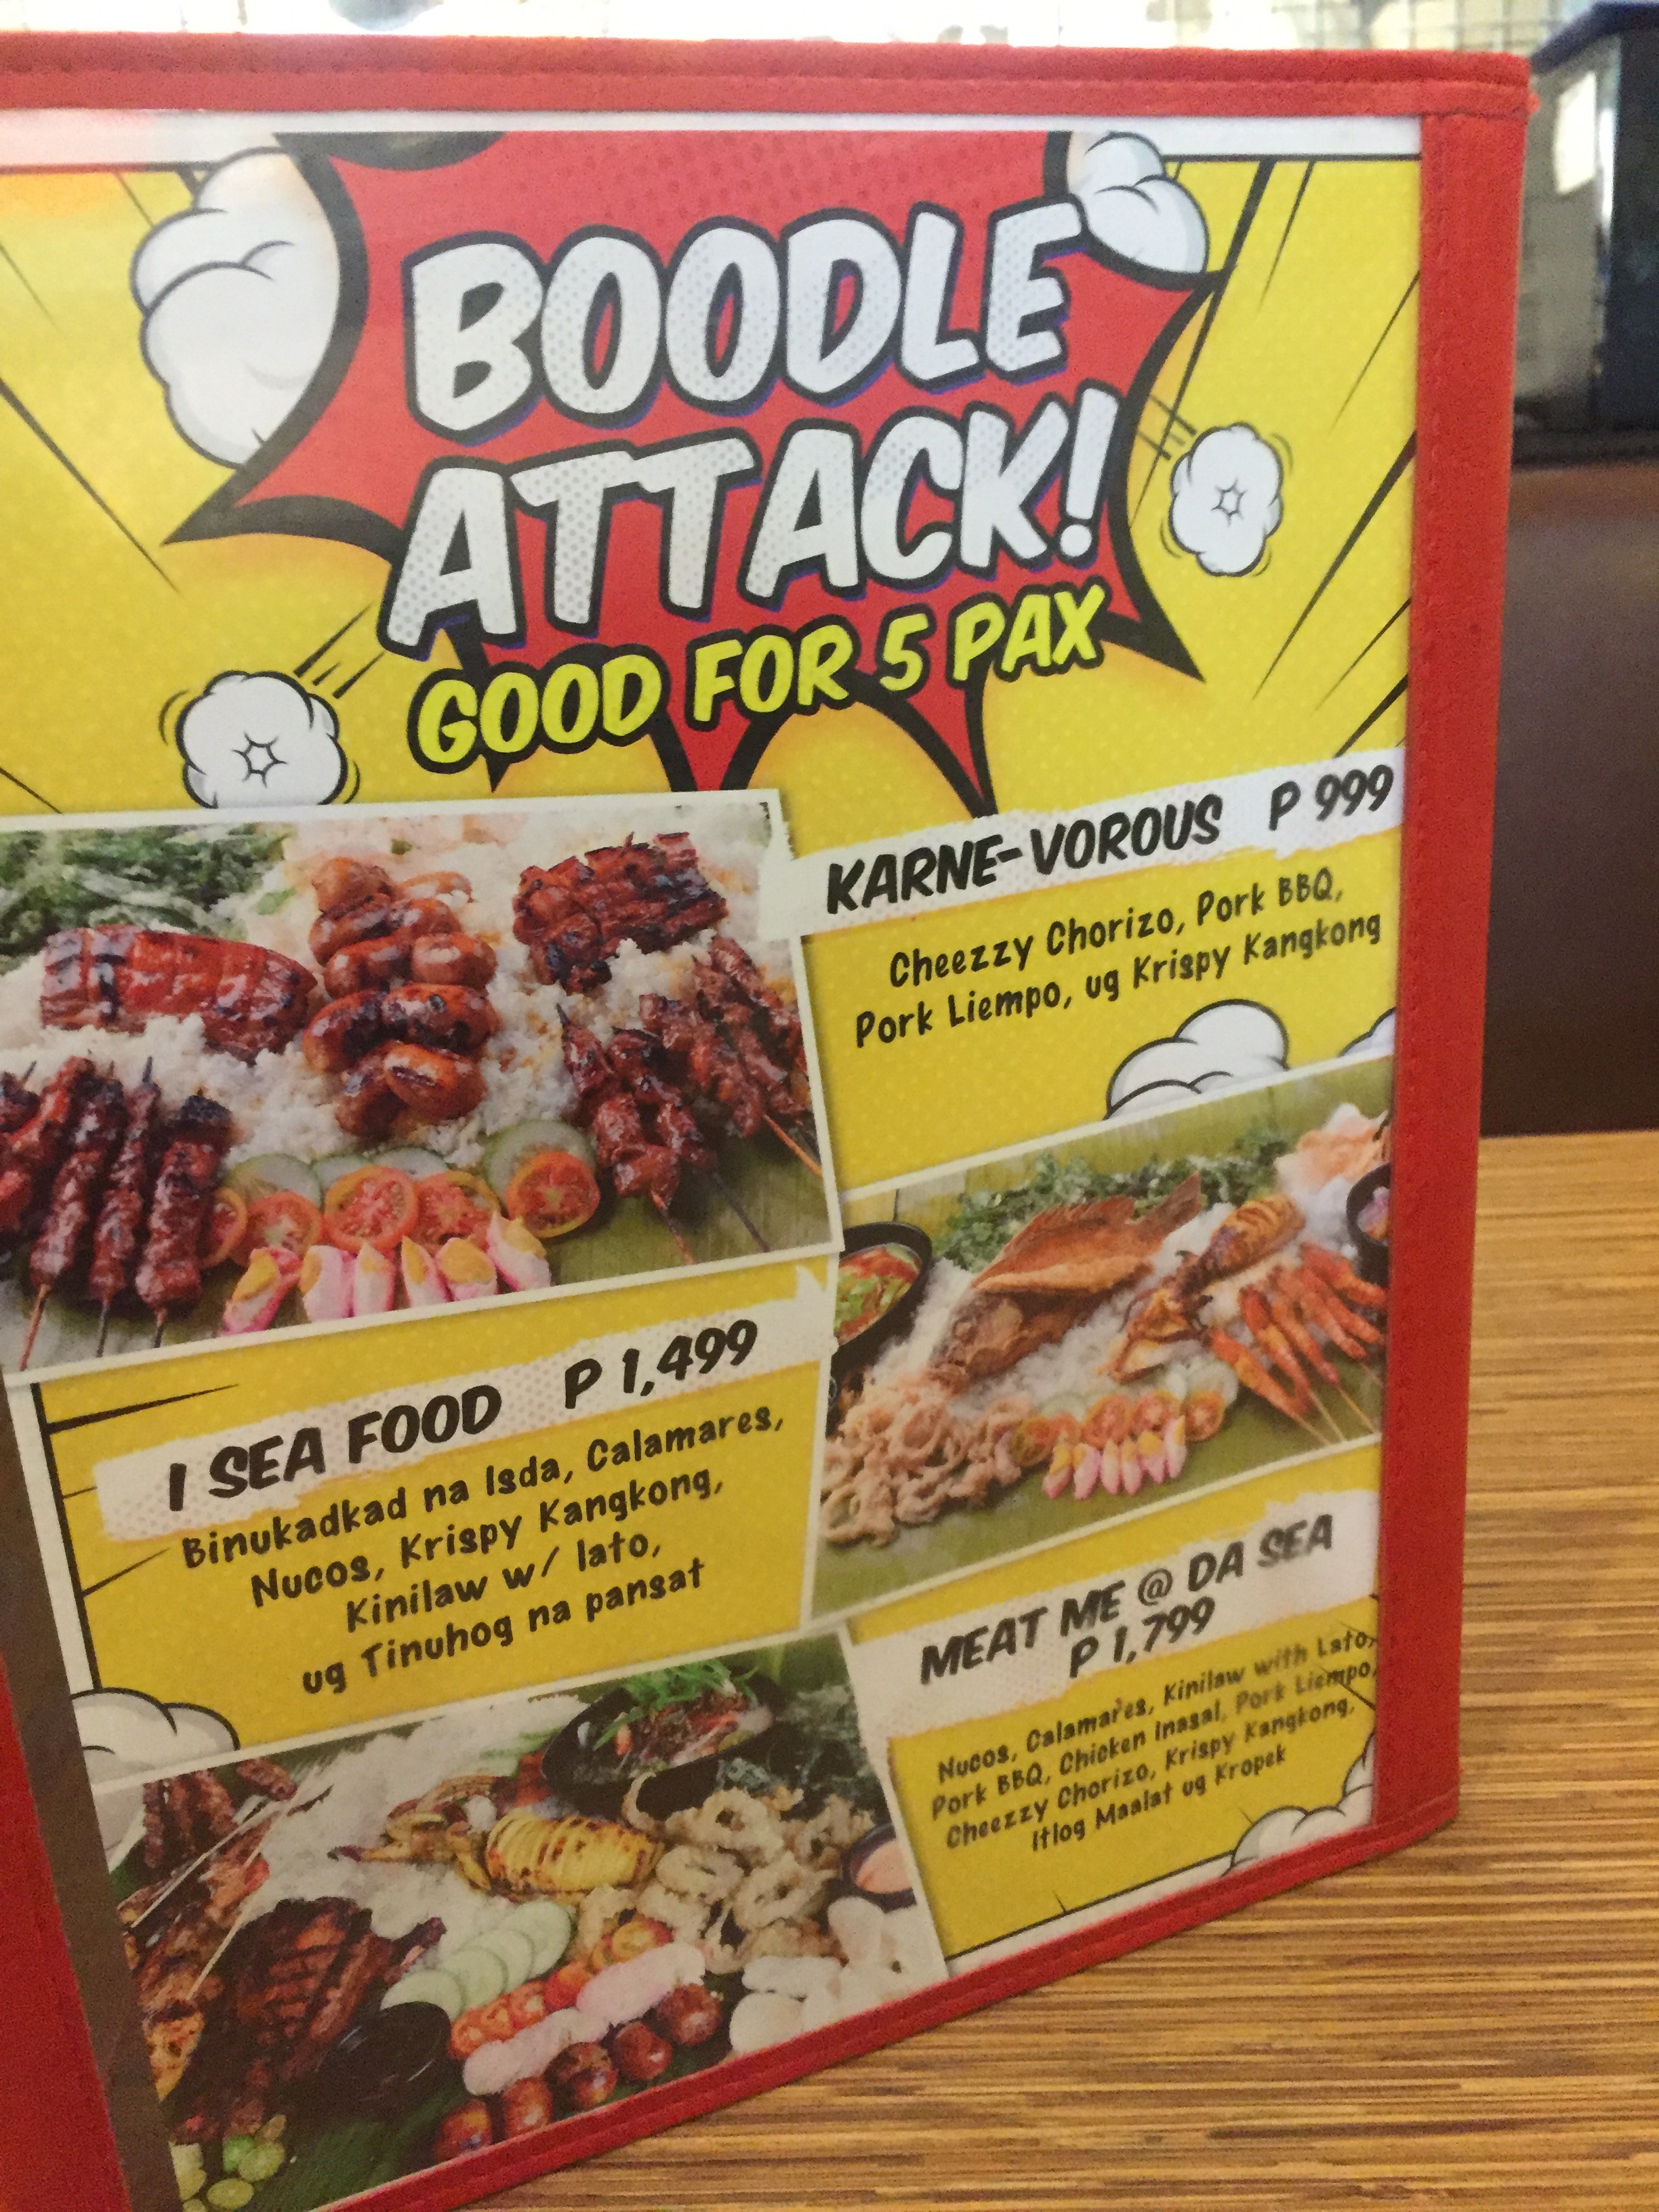 BOODLE
ATTACK!
GOOD FOR 5 PAX
KARNE-VOROUS P 999
Cheezzy Chorizo, Pork BBQ,
Pork Liempo, ug Krispy Kangkong
I SEA FOOD P 1,499
Binukadkad na Isda, Calamares,
Nucos, Krispy Kangkong,
Kinilaw w/ lato,
ug Tinuhog na pansat
MEAT ME @ DA SEA
P 1,799
Nucos, Calamares, Kinilaw with Lato,
Pork BBQ, Chicken Inasal, Pork Liempo,
Cheezzy Chorizo, Krispy Kangkong,
Itlog Maalat ug Kropek